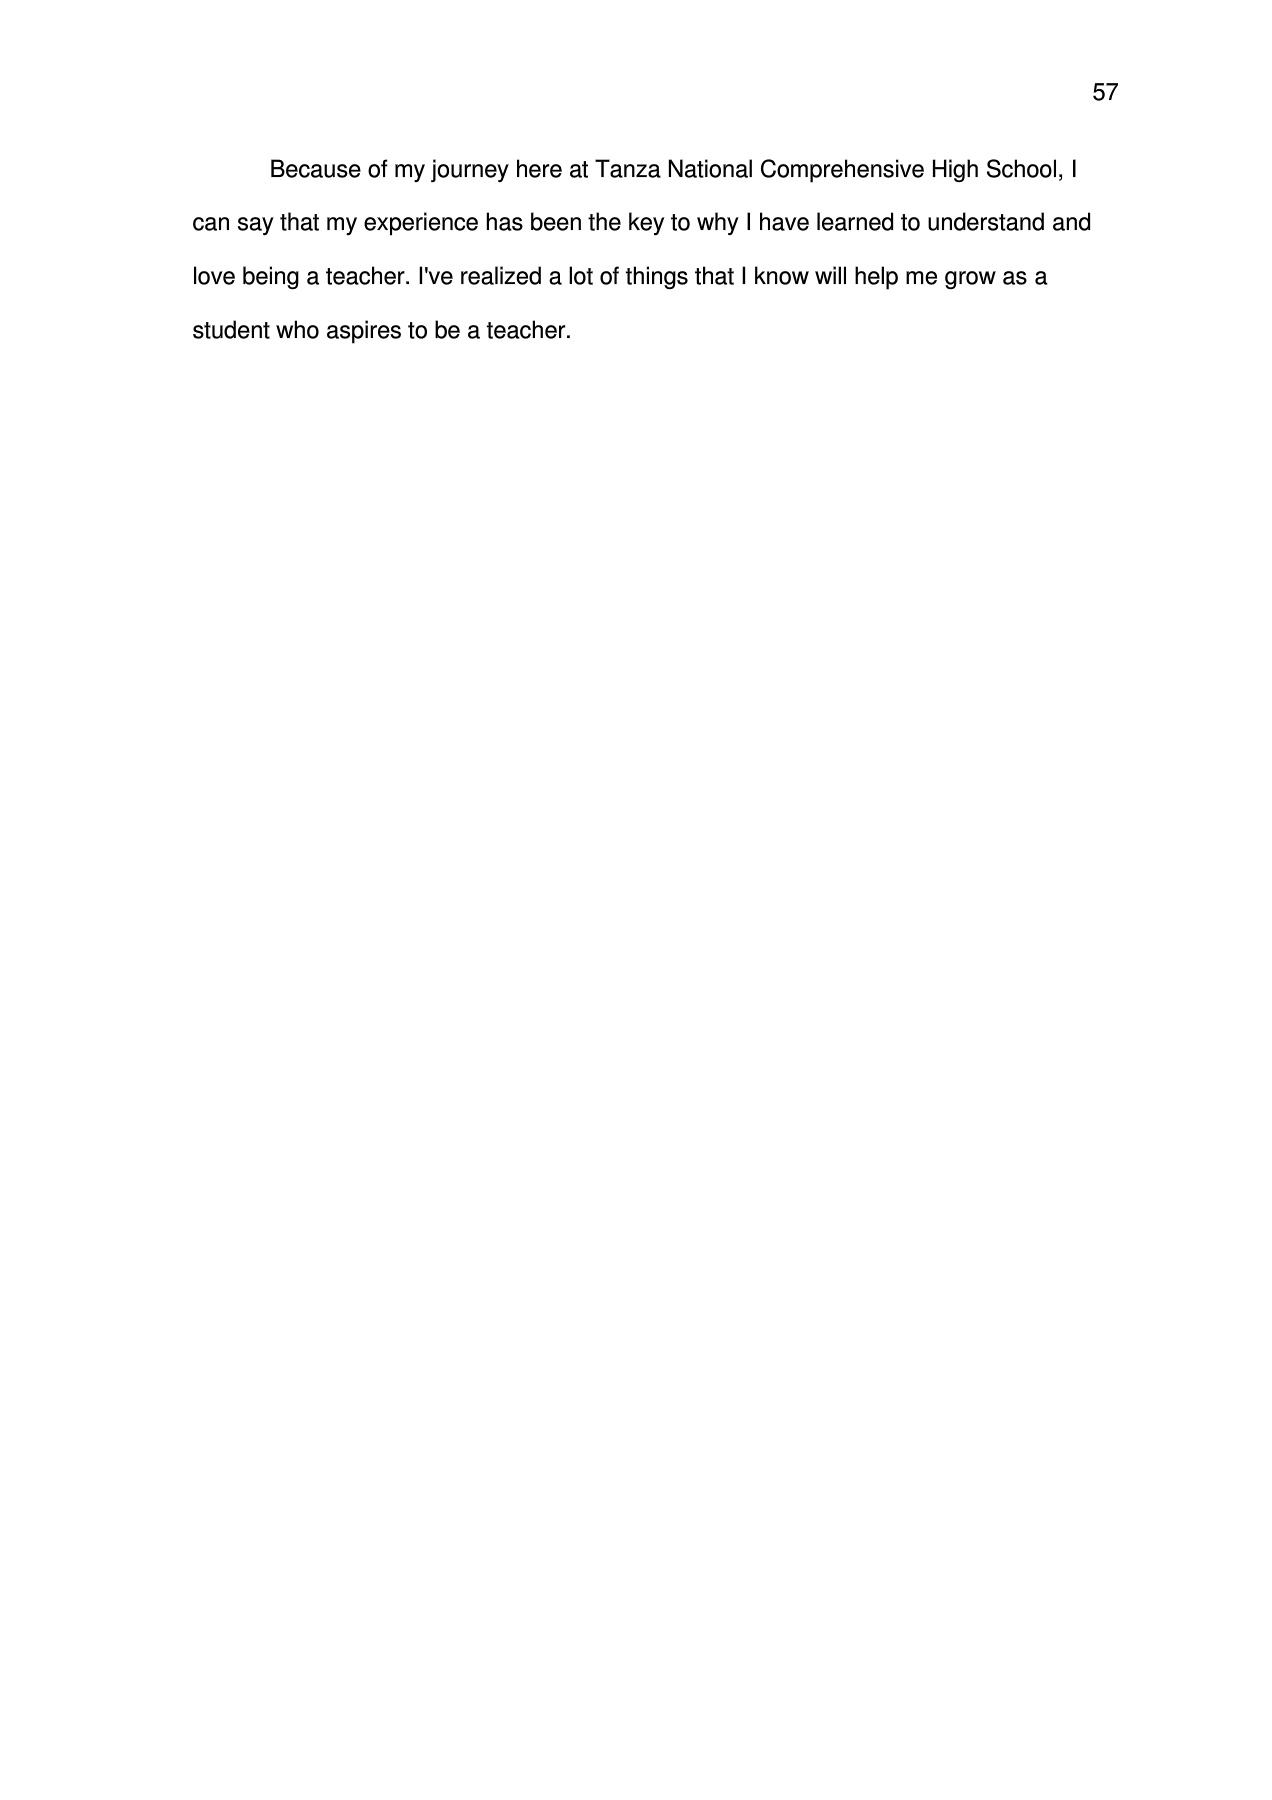 57
Because of my journey here at Tanza National Comprehensive High School, I
can say that my experience has been the key to why I have learned to understand and
love being a teacher. I've realized a lot of things that I know will help me grow as a
student who aspires to be a teacher.